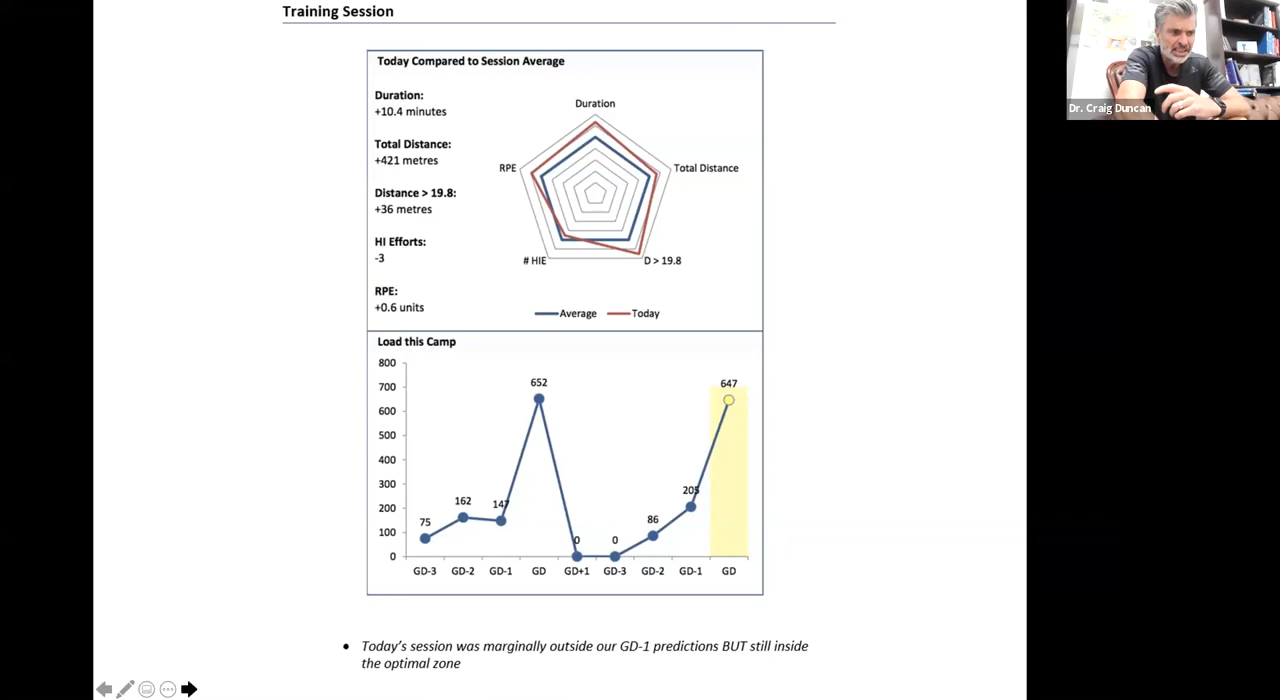 Training Session
Today Compared to Session Average
Duration:
+10.4 minutes
Total Distance:
+421 metres
Distance > 19.8:
+36 metres
HI Efforts:
-3
RPE:
+0.6 units
Duration
RPE
Total Distance
# HIE
D > 19.8
Average
Today
Load this Camp
800
700
600
500
400
300
200
100
0
75
162
147
652
0
0
86
205
647
GD-3
GD-2
GD-1
GD
GD+1
GD-3
GD-2
GD-1
GD
• Today's session was marginally outside our GD-1 predictions BUT still inside
the optimal zone
Dr. Craig Duncan